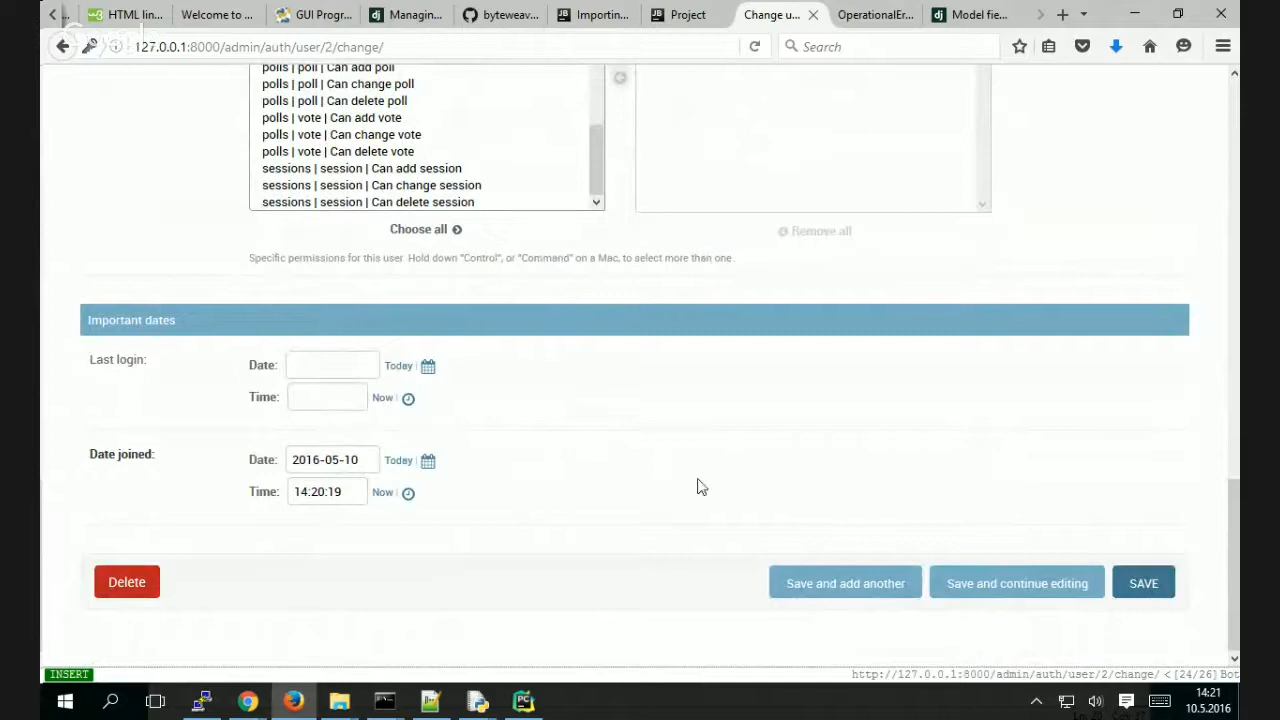 HTML lin...
Welcome to ...
GUI Progr...
Managin...
byteweav...
Importin...
Project
Change u...
OperationalEr...
Model fie...
127.0.0.1:8000/admin/auth/user/2/change/
Search
polls | poll | Can add poll
polls | poll | Can change poll
polls | poll | Can delete poll
polls | vote | Can add vote
polls | vote | Can change vote
polls | vote | Can delete vote
sessions | session | Can add session
sessions | session | Can change session
sessions | session | Can delete session
Choose all
Remove all
Specific permissions for this user. Hold down "Control", or "Command" on a Mac, to select more than one.
Important dates
Last login:
Date:
Today
Time:
Now
Date joined:
Date: 2016-05-10 Today
Time: 14:20:19 Now
Delete
Save and add another
Save and continue editing
SAVE
INSERT
http://127.0.0.1:8000/admin/auth/user/2/change/ < [24/26] Bot
14:21
10.5.2016